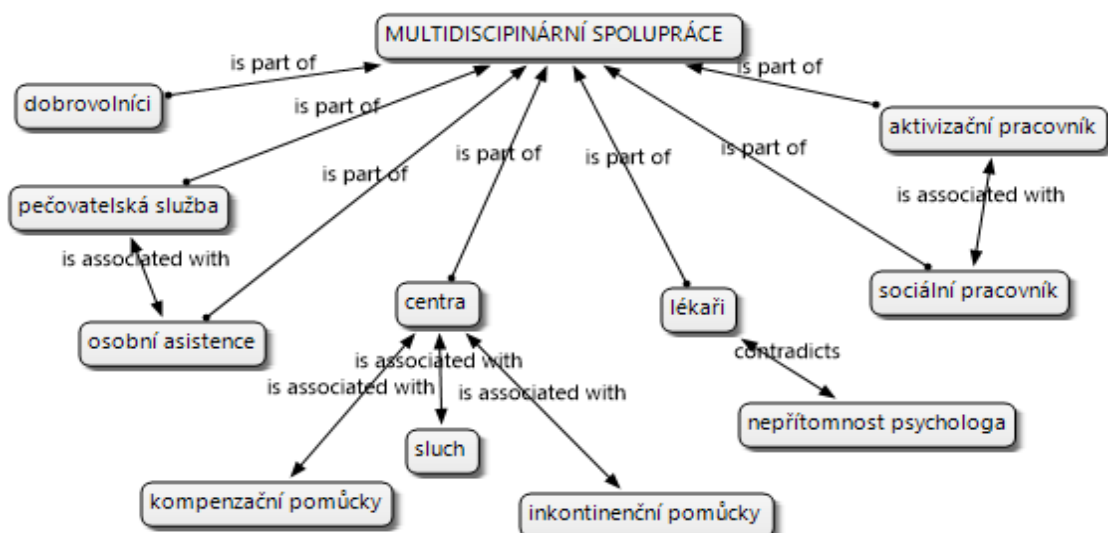 MULTIDISCIPINÁRNÍ SPOLUPRÁCE
is part of
is part of
dobrovolníci
is part of
aktivizační pracovník
is part of
is part of
is part of
is part of
pečovatelská služba
is associated with
is associated with
sociální pracovník
centra
lékaři
osobní asistence
contradicts
is associated with
is associated with
is associated with
nepřítomnost psychologa
sluch
kompenzační pomůcky
inkontinenční pomůcky